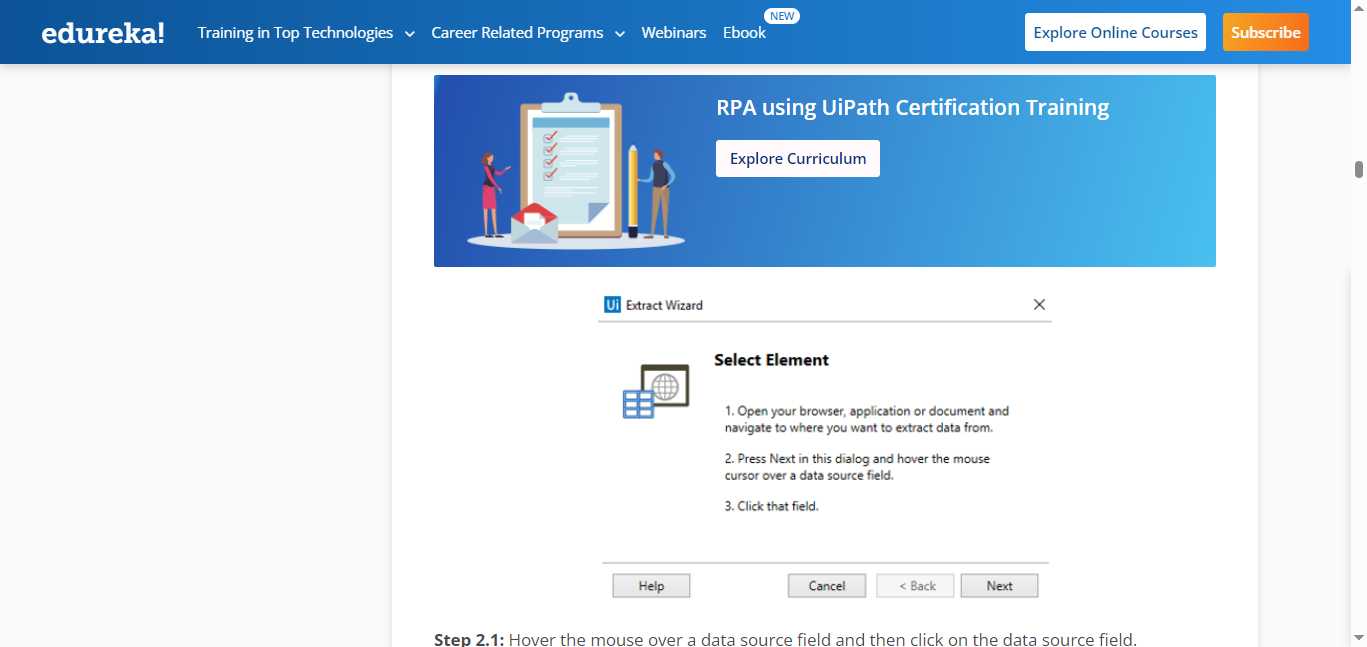 edureka!
Training in Top Technologies
Career Related Programs
Webinars
Ebook
NEW
Explore Online Courses
Subscribe
RPA using UiPath Certification Training
Explore Curriculum
Ui Extract Wizard
Select Element
1. Open your browser, application or document and
navigate to where you want to extract data from.
2. Press Next in this dialog and hover the mouse
cursor over a data source field.
3. Click that field.
Help
Cancel
< Back
Next
Step 2.1: Hover the mouse over a data source field and then click on the data source field.